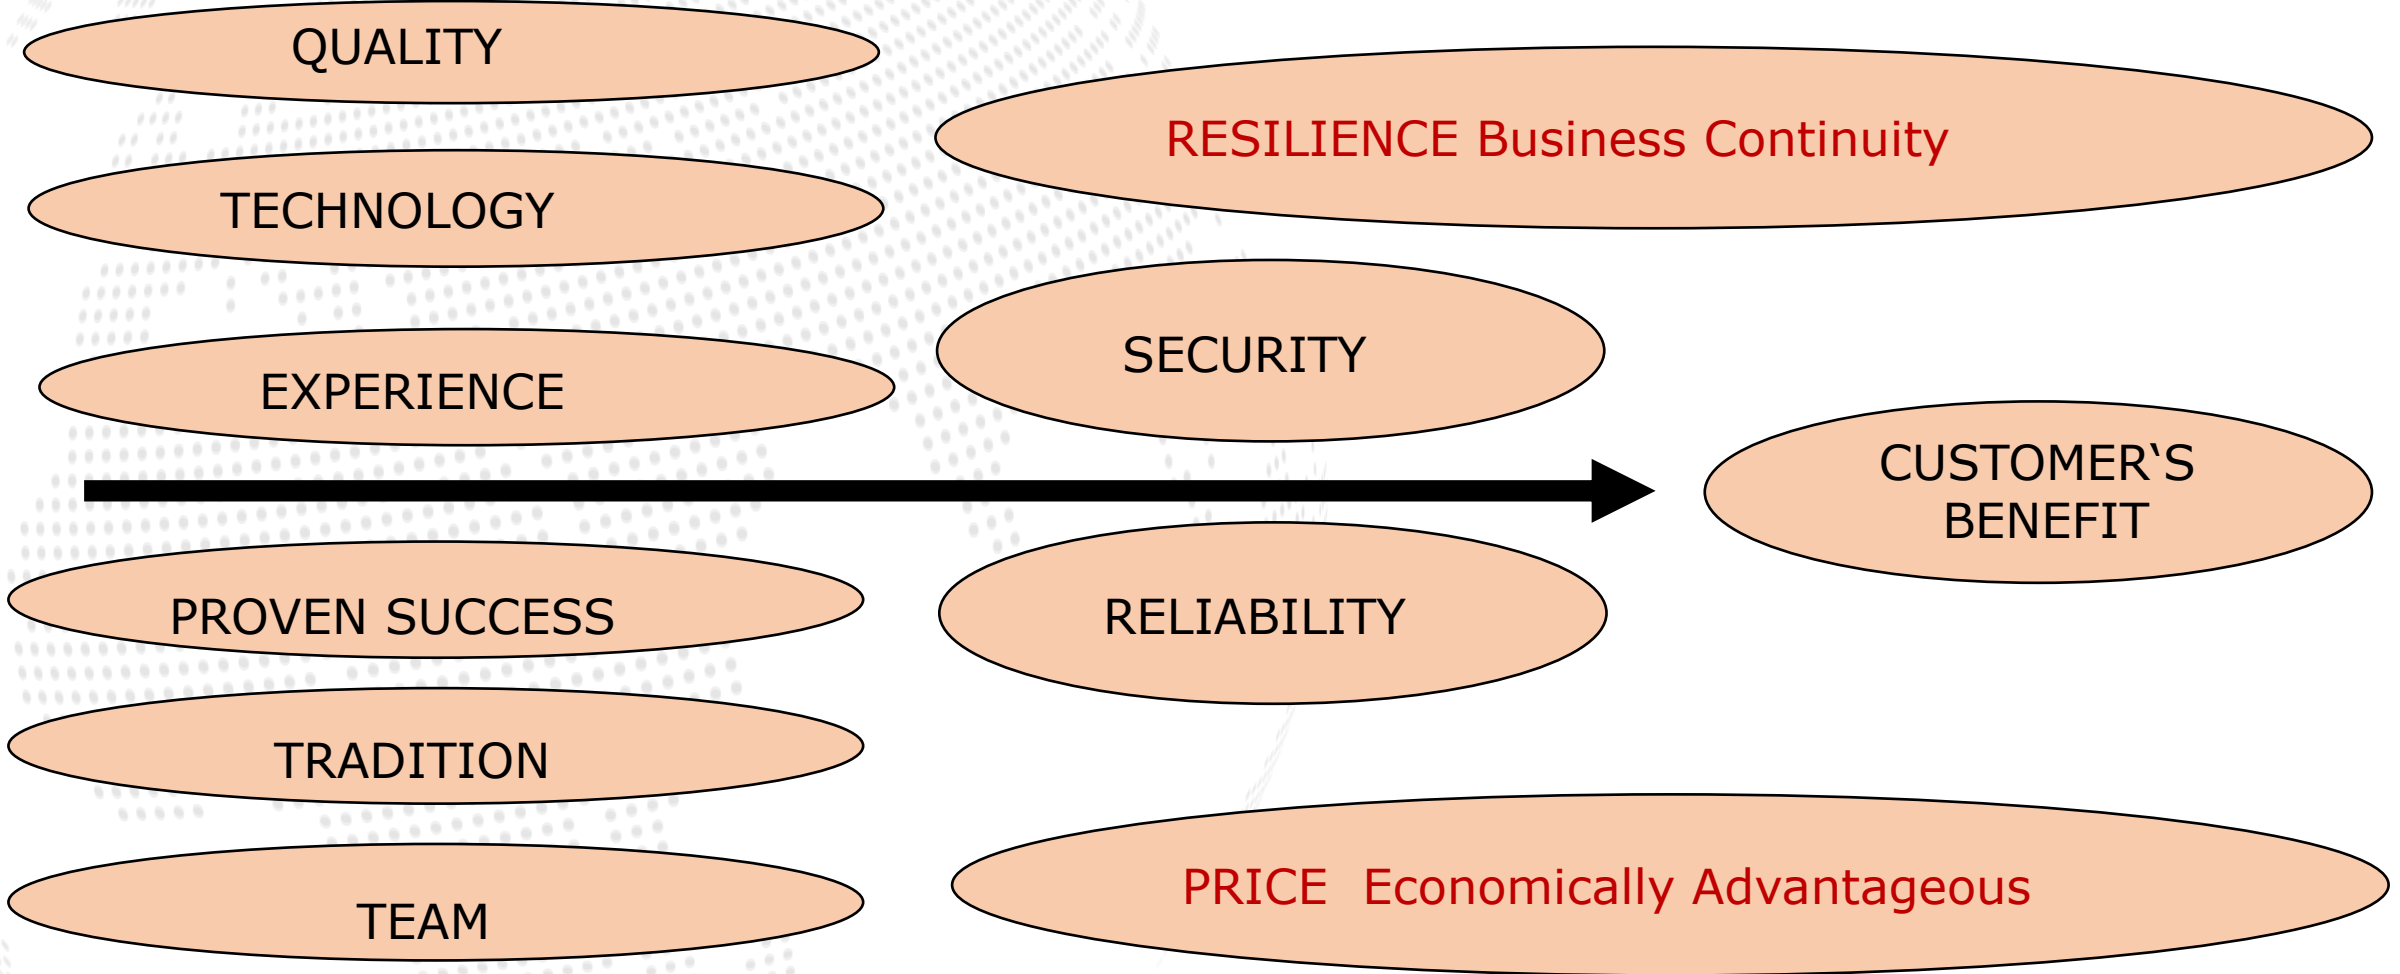 QUALITY
TECHNOLOGY
EXPERIENCE
PROVEN SUCCESS
TRADITION
TEAM
RESILIENCE Business Continuity
SECURITY
RELIABILITY
CUSTOMER‘S
BENEFIT
PRICE  Economically Advantageous